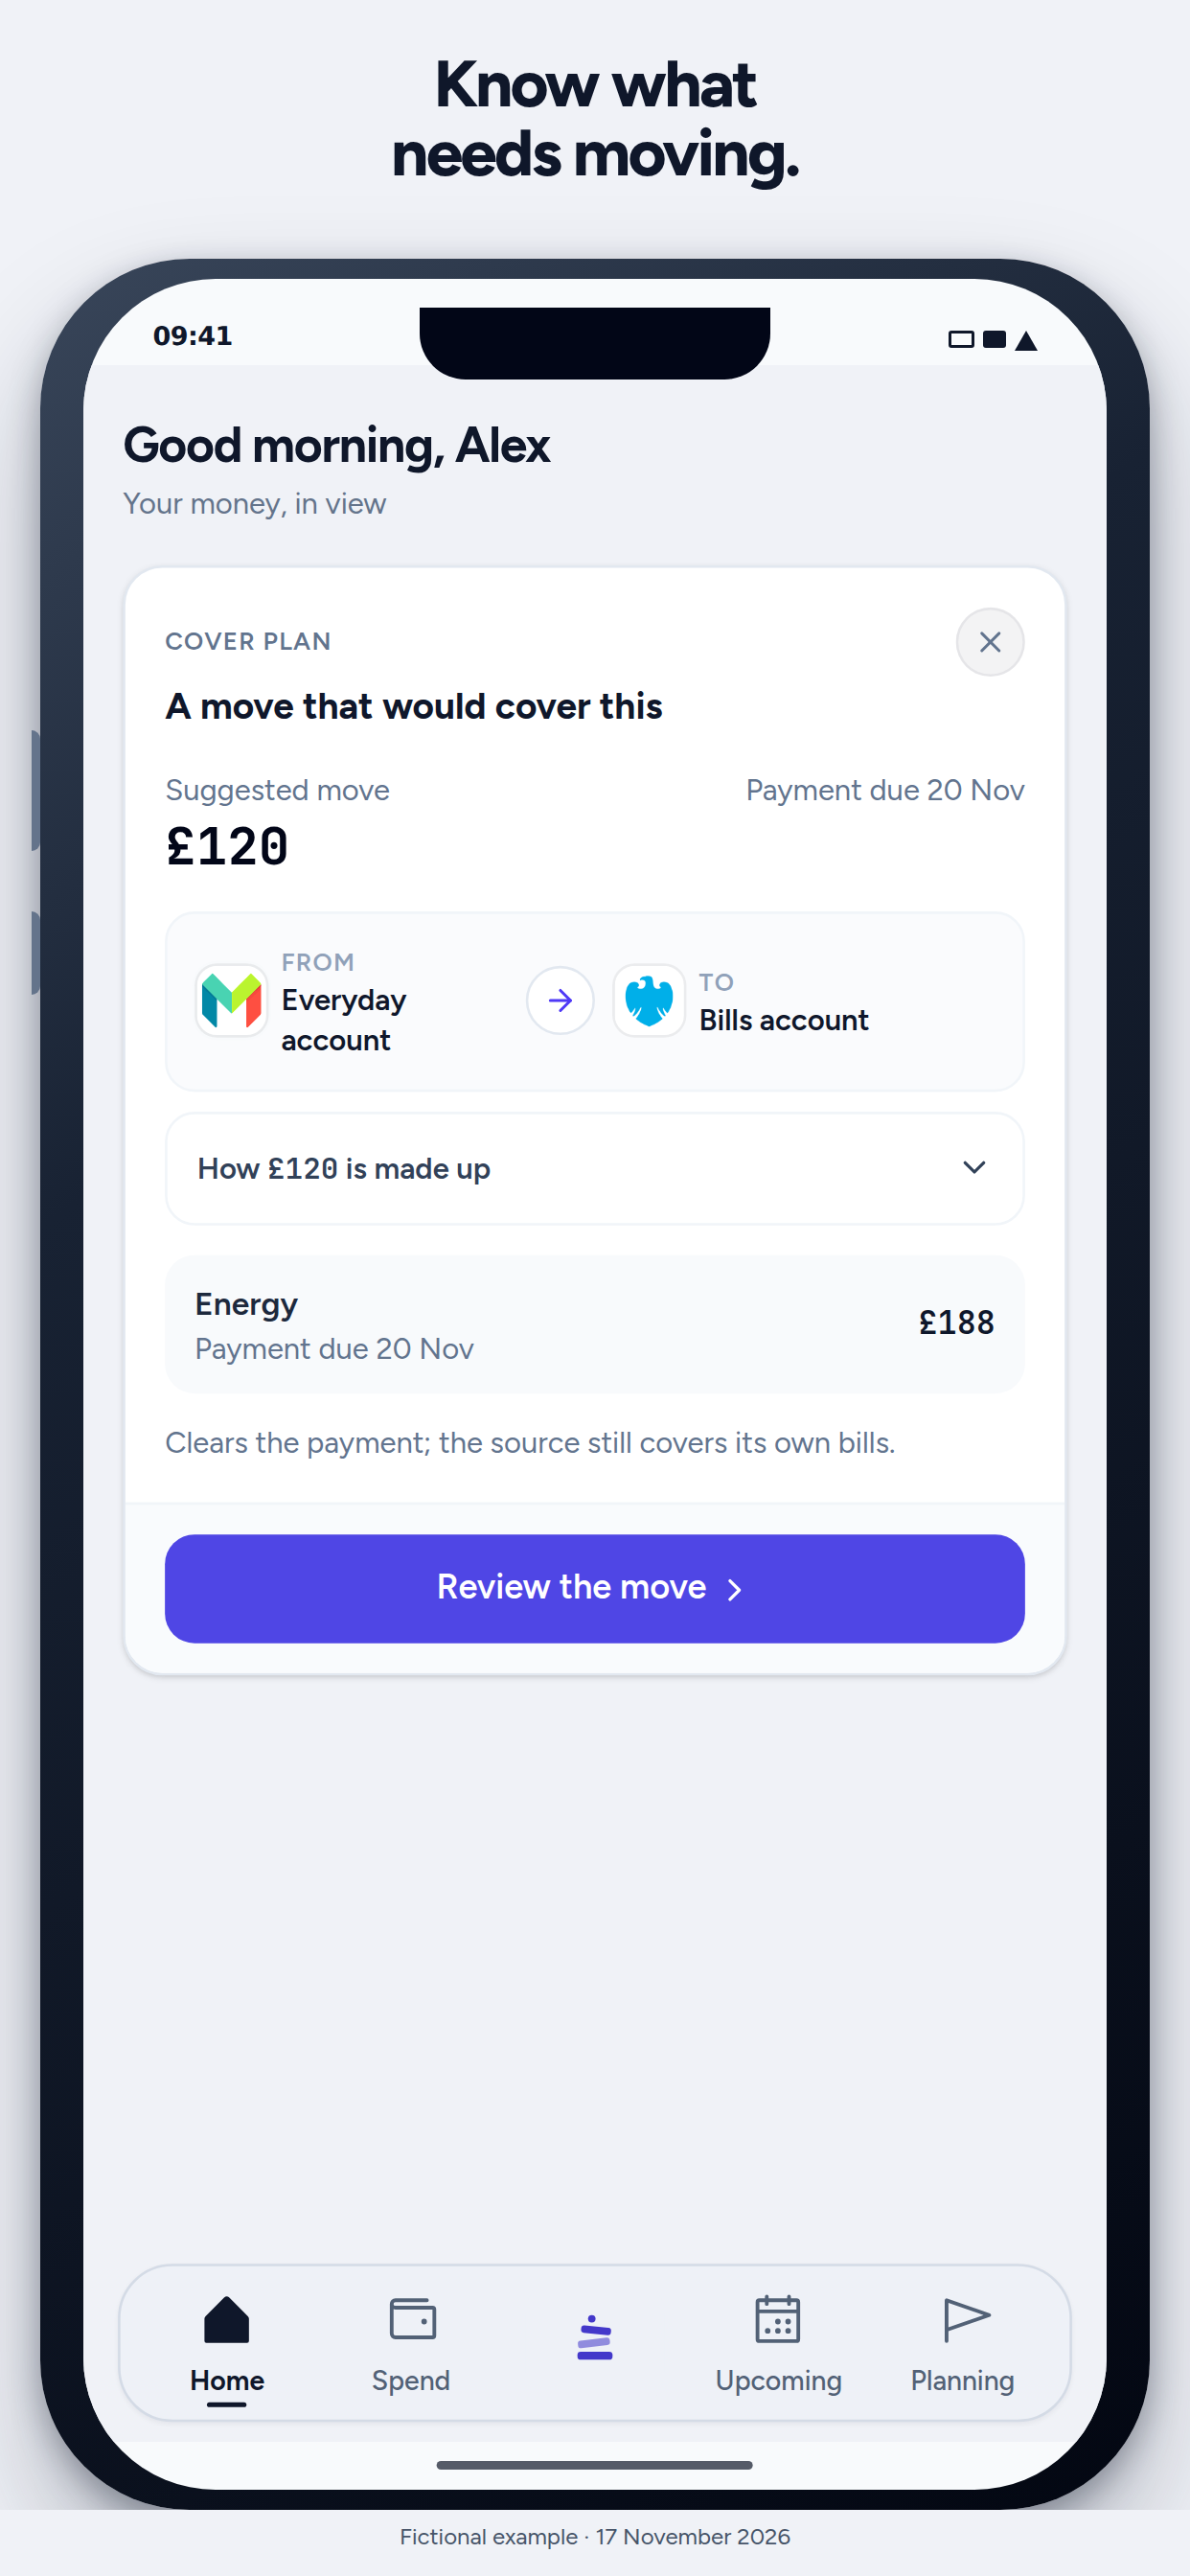 Know what
needs moving.
09:41
Good morning, Alex
Your money, in view
COVER PLAN
A move that would cover this
Suggested move
Payment due 20 Nov
£120
FROM
Everyday
account
TO
Bills account
How £120 is made up
Energy
Payment due 20 Nov
£188
Clears the payment; the source still covers its own bills.
Review the move
Home
Spend
Upcoming
Planning
Fictional example · 17 November 2026